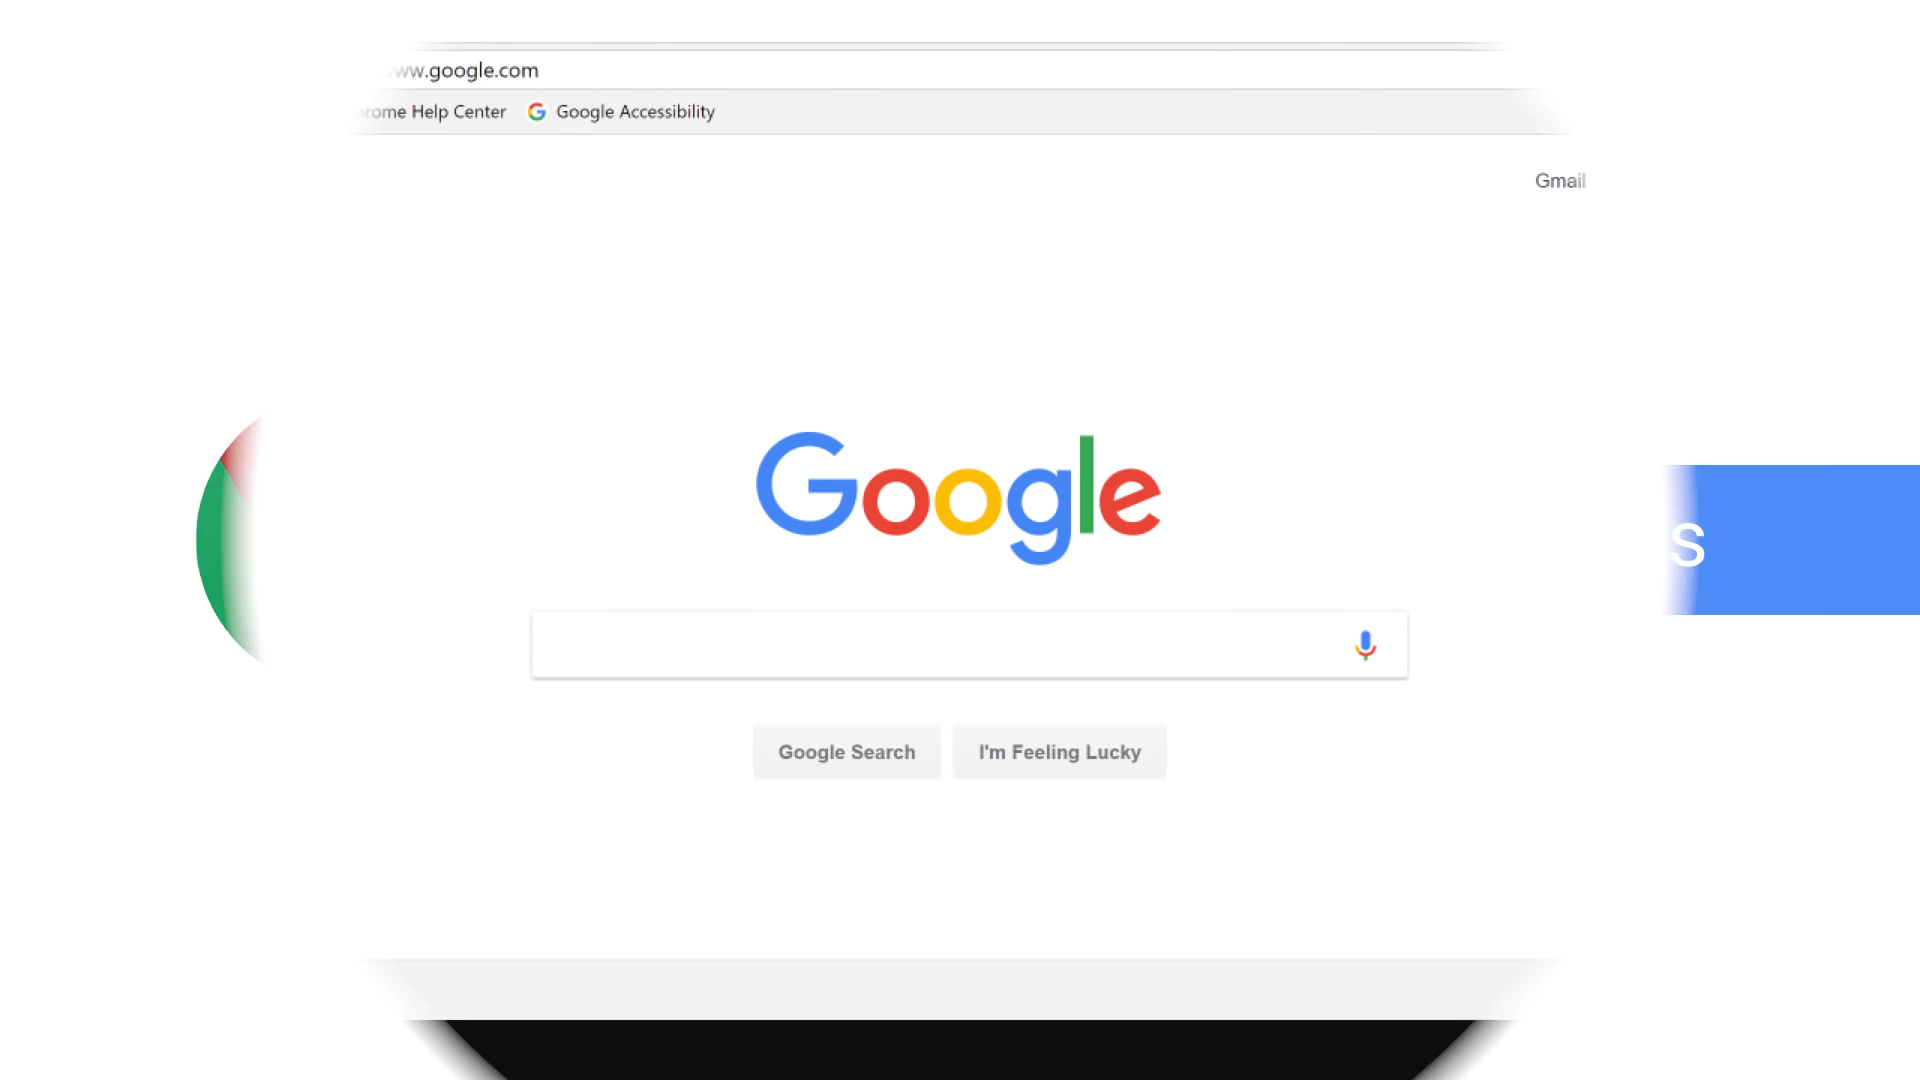 ww.google.com
rome Help Center Google Accessibility
Gmail
Google
S
Google Search I'm Feeling Lucky